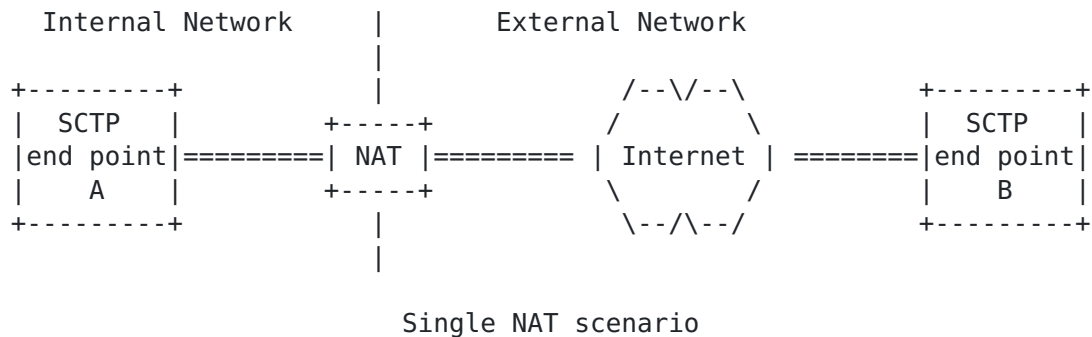 Internal Network | External Network
|
|
+---------+ | /--\/--\ +---------+
| SCTP | +-----+ / \ | SCTP |
|end point|=========| NAT |========= | Internet | ========|end point|
| A | +-----+ \ / | B |
+---------+ | \--/\--/ +---------+
|
Single NAT scenario